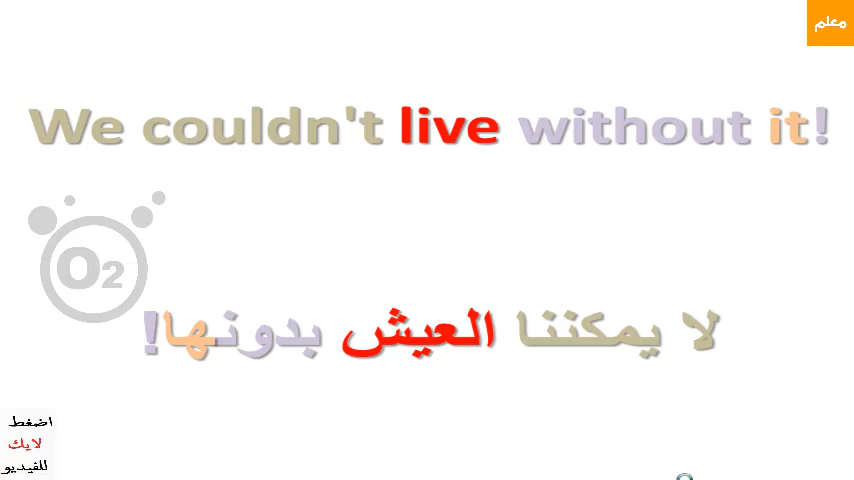 معلم
We couldn't live without it!
O2
لا يمكننا العيش بدونها!
اضغط
لايك
للفيديو